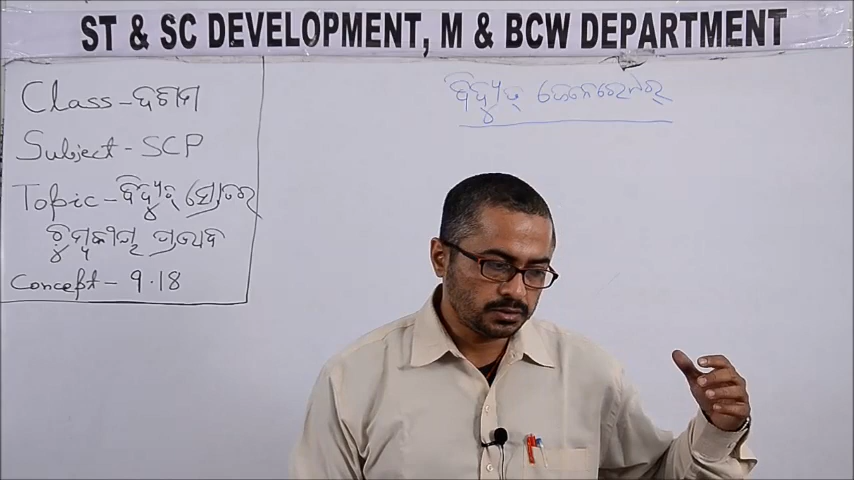 ST & SC DEVELOPMENT, M & BCW DEPARTMENT
Class - ଦଶମ
Subject - SCP
Topic - ବିଦ୍ୟୁତ୍ ସ୍ରୋତର
ଚୁମ୍ବକୀୟ ପ୍ରଭାବ
Concept - 9.18
ବିଦ୍ୟୁତ୍ ଜେନେରେଟର୍